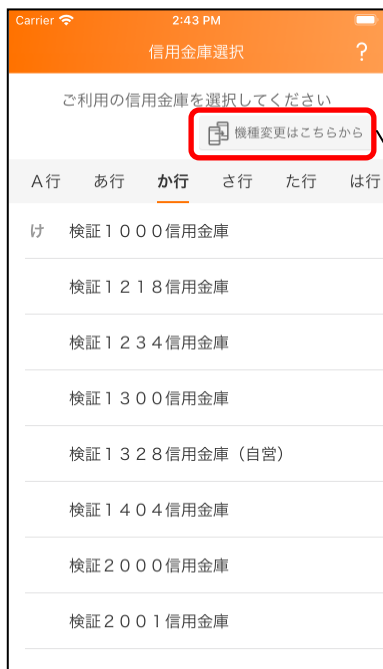 Carrier 2:43 PM
信用金庫選択 ?
ご利用の信用金庫を選択してください
機種変更はこちらから
A行 あ行 か行 さ行 た行 は行
け 検証１０００信用金庫
検証１２１８信用金庫
検証１２３４信用金庫
検証１３００信用金庫
検証１３２８信用金庫（自営）
検証１４０４信用金庫
検証２０００信用金庫
検証２００１信用金庫